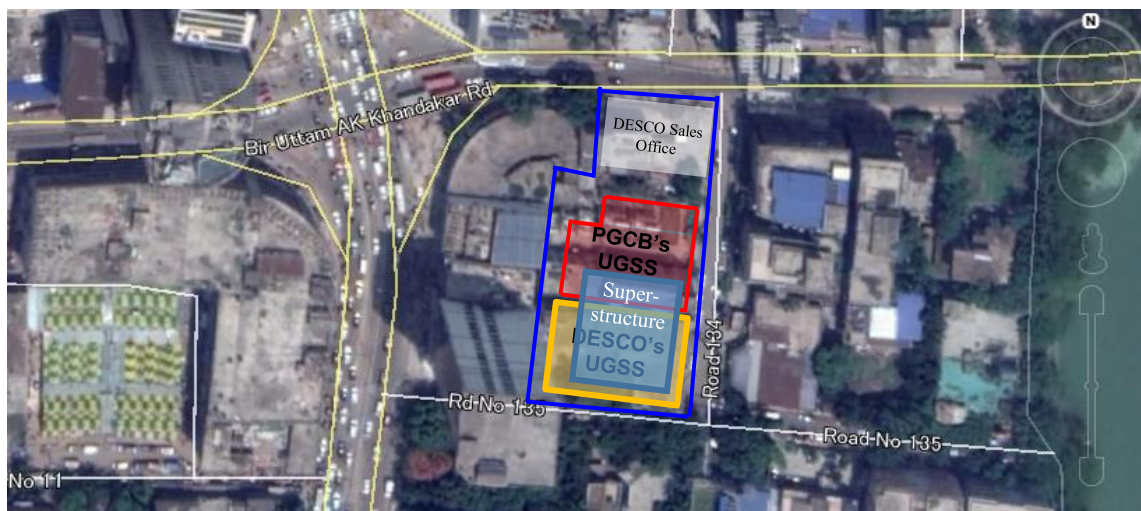 N
Bir Uttam AK Khandakar Rd
DESCO Sales
Office
PGCB's
UGSS
Super-
structure
DESCO's
UGSS
Road 134
Rd No 135
Road No 135
No 11